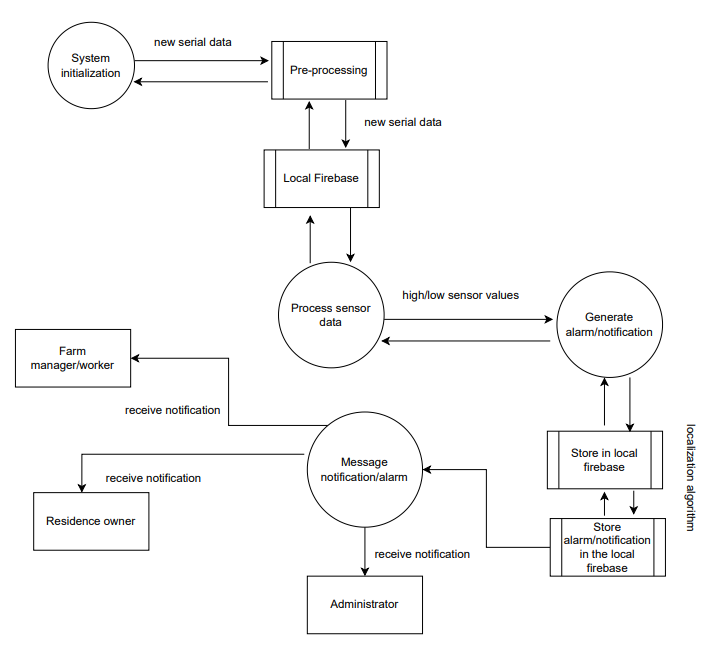 new serial data
System
initialization
Pre-processing
new serial data
Local Firebase
high/low sensor values
Process sensor
data
Generate
alarm/notification
Farm
manager/worker
receive notification
localization algorithm
Store in local
firebase
Message
notification/alarm
receive notification
Residence owner
Store
alarm/notification
in the local
firebase
receive notification
Administrator